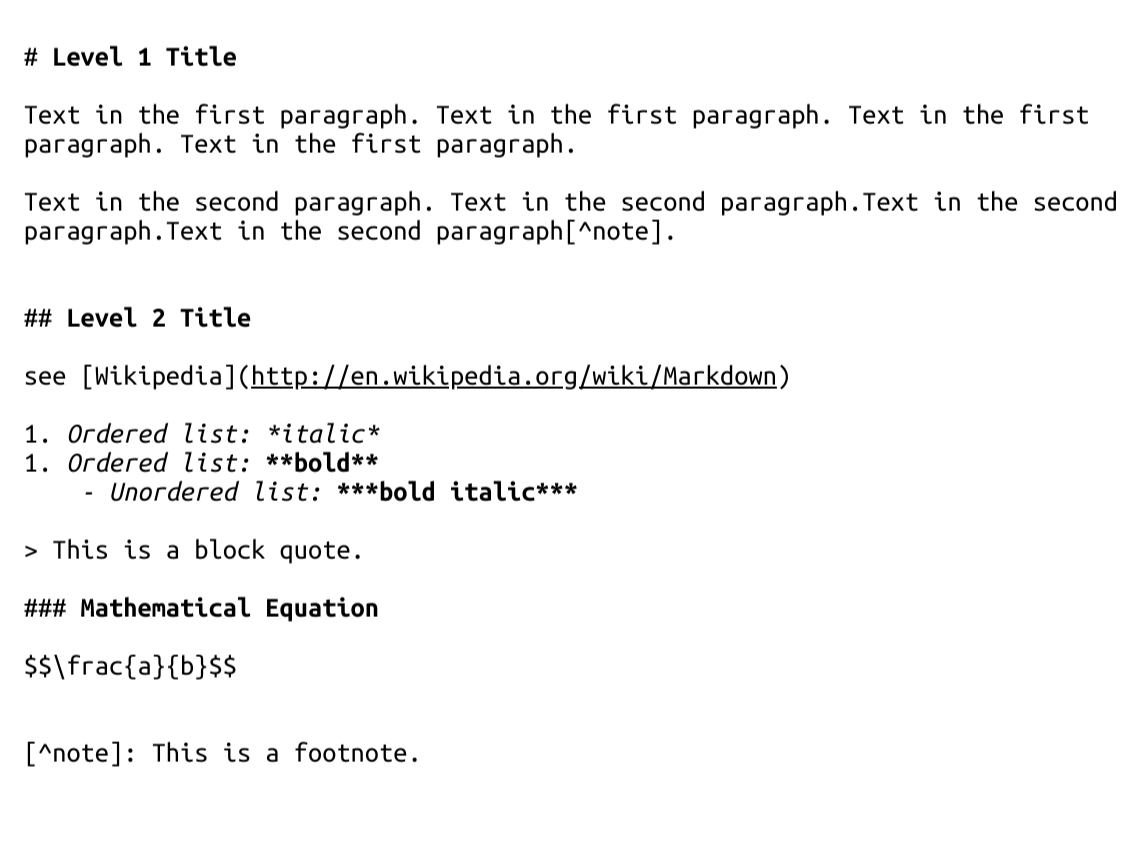 # Level 1 Title
Text in the first paragraph. Text in the first paragraph. Text in the first
paragraph. Text in the first paragraph.
Text in the second paragraph. Text in the second paragraph.Text in the second
paragraph.Text in the second paragraph[^note].
## Level 2 Title
see [Wikipedia](http://en.wikipedia.org/wiki/Markdown)
1. Ordered list: *italic*
1. Ordered list: **bold**
    - Unordered list: ***bold italic***
> This is a block quote.
### Mathematical Equation
$$\frac{a}{b}$$
[^note]: This is a footnote.